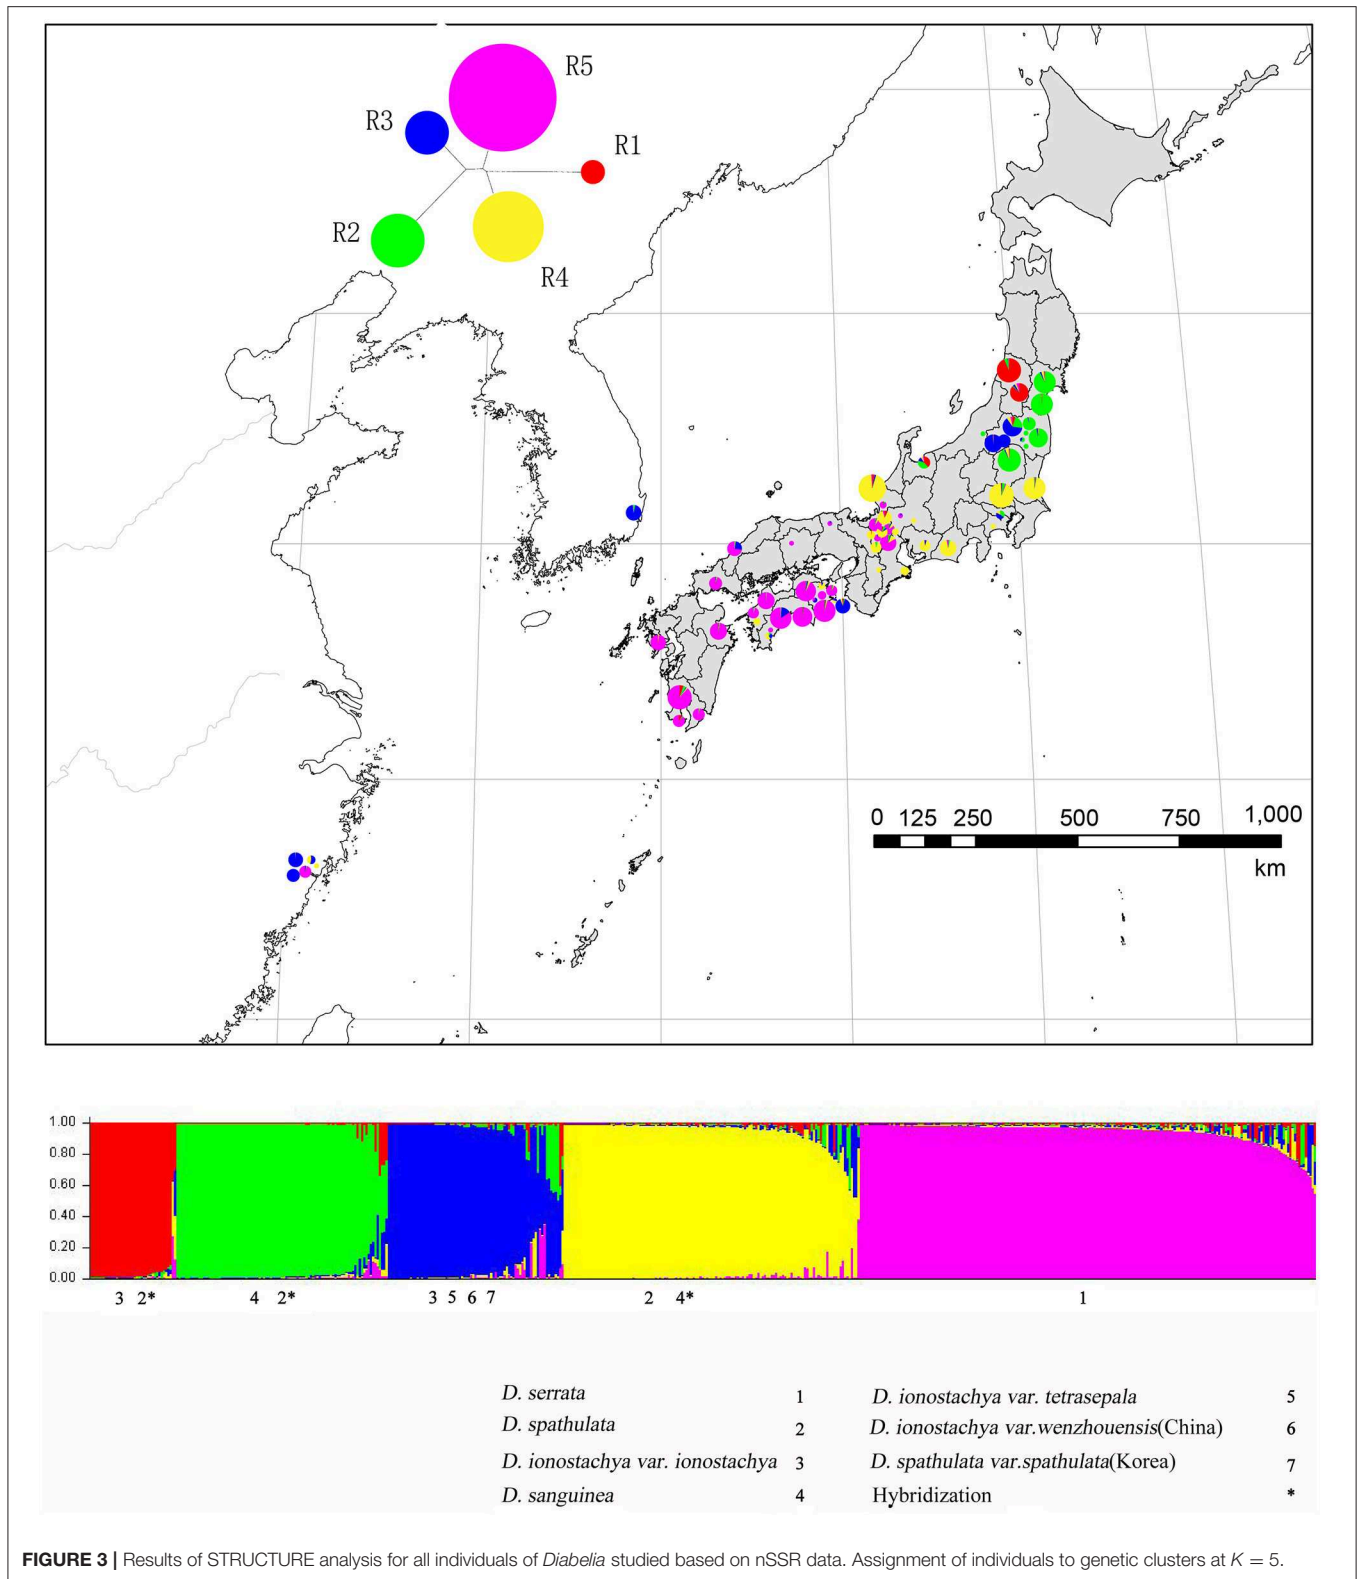 R5
R3
R1
R2
R4
0 125 250 500 750 1,000
km
1.00
0.80
0.60
0.40
0.20
0.00
3 2* 4 2* 3 5 6 7 2 4* 1
D. serrata 1 D. ionostachya var. tetrasepala 5
D. spathulata 2 D. ionostachya var.wenzhouensis(China) 6
D. ionostachya var. ionostachya 3 D. spathulata var.spathulata(Korea) 7
D. sanguinea 4 Hybridization *
FIGURE 3 | Results of STRUCTURE analysis for all individuals of Diabelia studied based on nSSR data. Assignment of individuals to genetic clusters at K = 5.